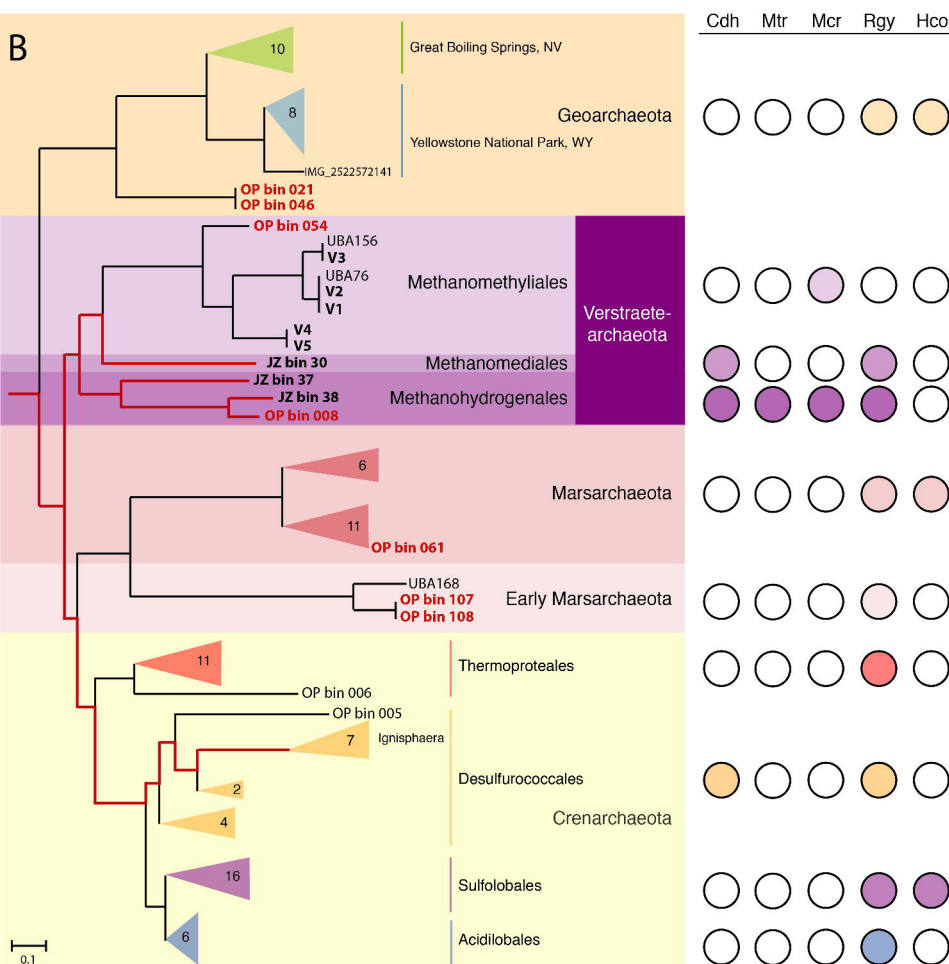 B
Cdh Mtr Mcr Rgy Hco
10
Great Boiling Springs, NV
8
Geoarchaeota
Yellowstone National Park, WY
IMG_2522572141
OP bin 021
OP bin 046
OP bin 054
UBA156
V3
UBA76
V2
V1
V4
V5
Methanomethyliales
Verstraete-
archaeota
JZ bin 30
Methanomediales
JZ bin 37
JZ bin 38
OP bin 008
Methanohydrogenales
6
Marsarchaeota
11
OP bin 061
UBA168
OP bin 107
OP bin 108
Early Marsarchaeota
11
Thermoproteales
OP bin 006
OP bin 005
7
Ignisphaera
Desulfurococcales
2
4
Crenarchaeota
16
Sulfolobales
6
Acidilobales
0.1